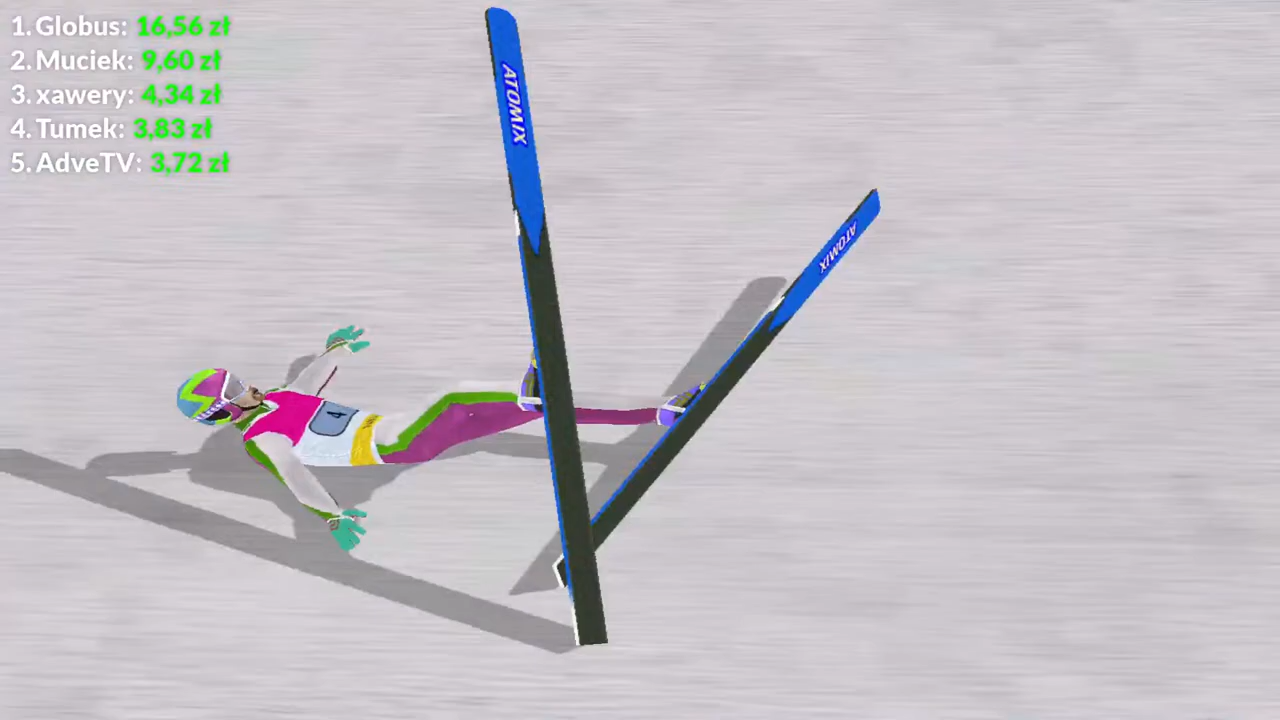 1. Globus: 16,56 zł
2. Muciek: 9,60 zł
3. xawery: 4,34 zł
4. Tumek: 3,83 zł
5. AdveTV: 3,72 zł
ATOMIX
ATOMIX
4